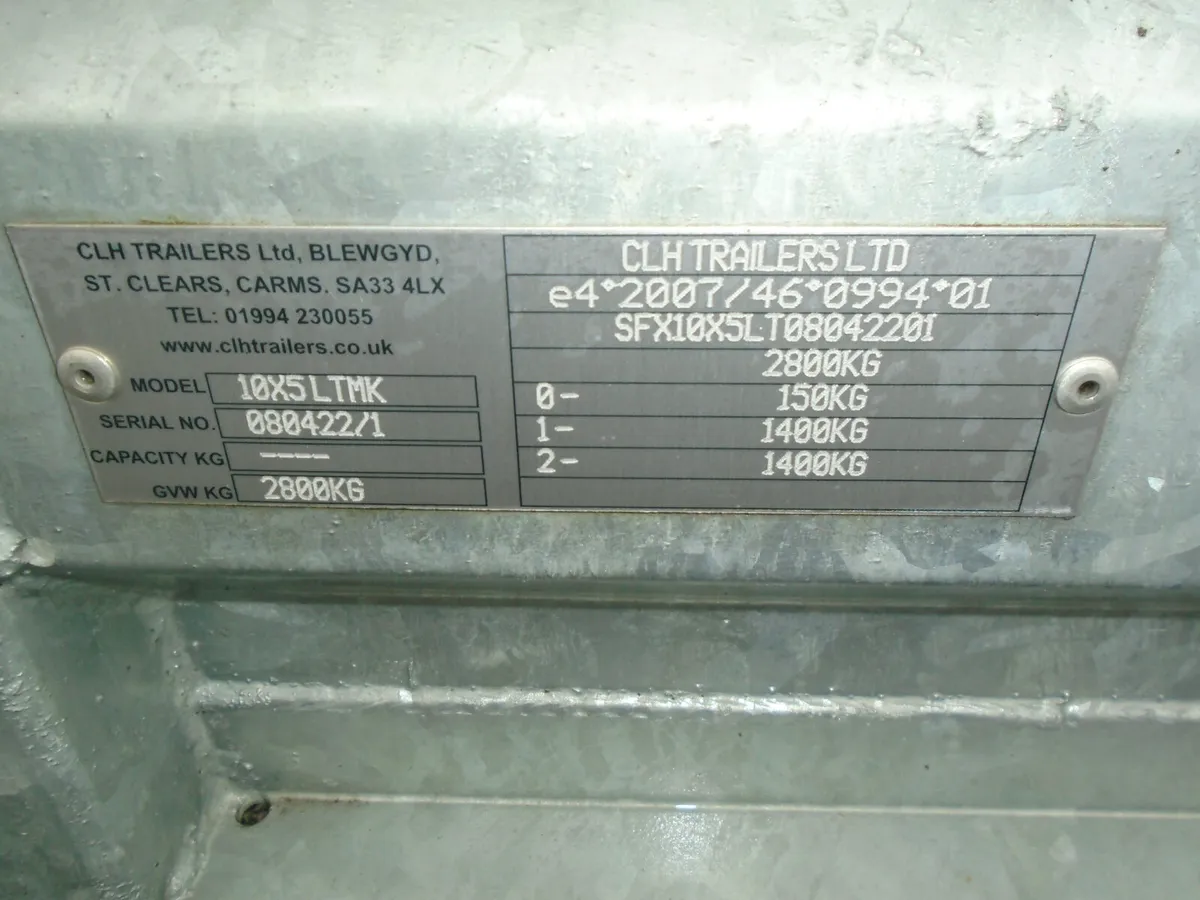 CLH TRAILERS Ltd, BLEWGYD,
ST. CLEARS, CARMS. SA33 4LX
TEL: 01994 230055
www.clhtrailers.co.uk
MODEL 10X5LTMK
SERIAL NO. 080422/1
CAPACITY KG ----
GVW KG 2800KG
CLH TRAILERS LTD
e4*2007/46*0994*01
SFX10X5LT08042201
2800KG
0- 150KG
1- 1400KG
2- 1400KG